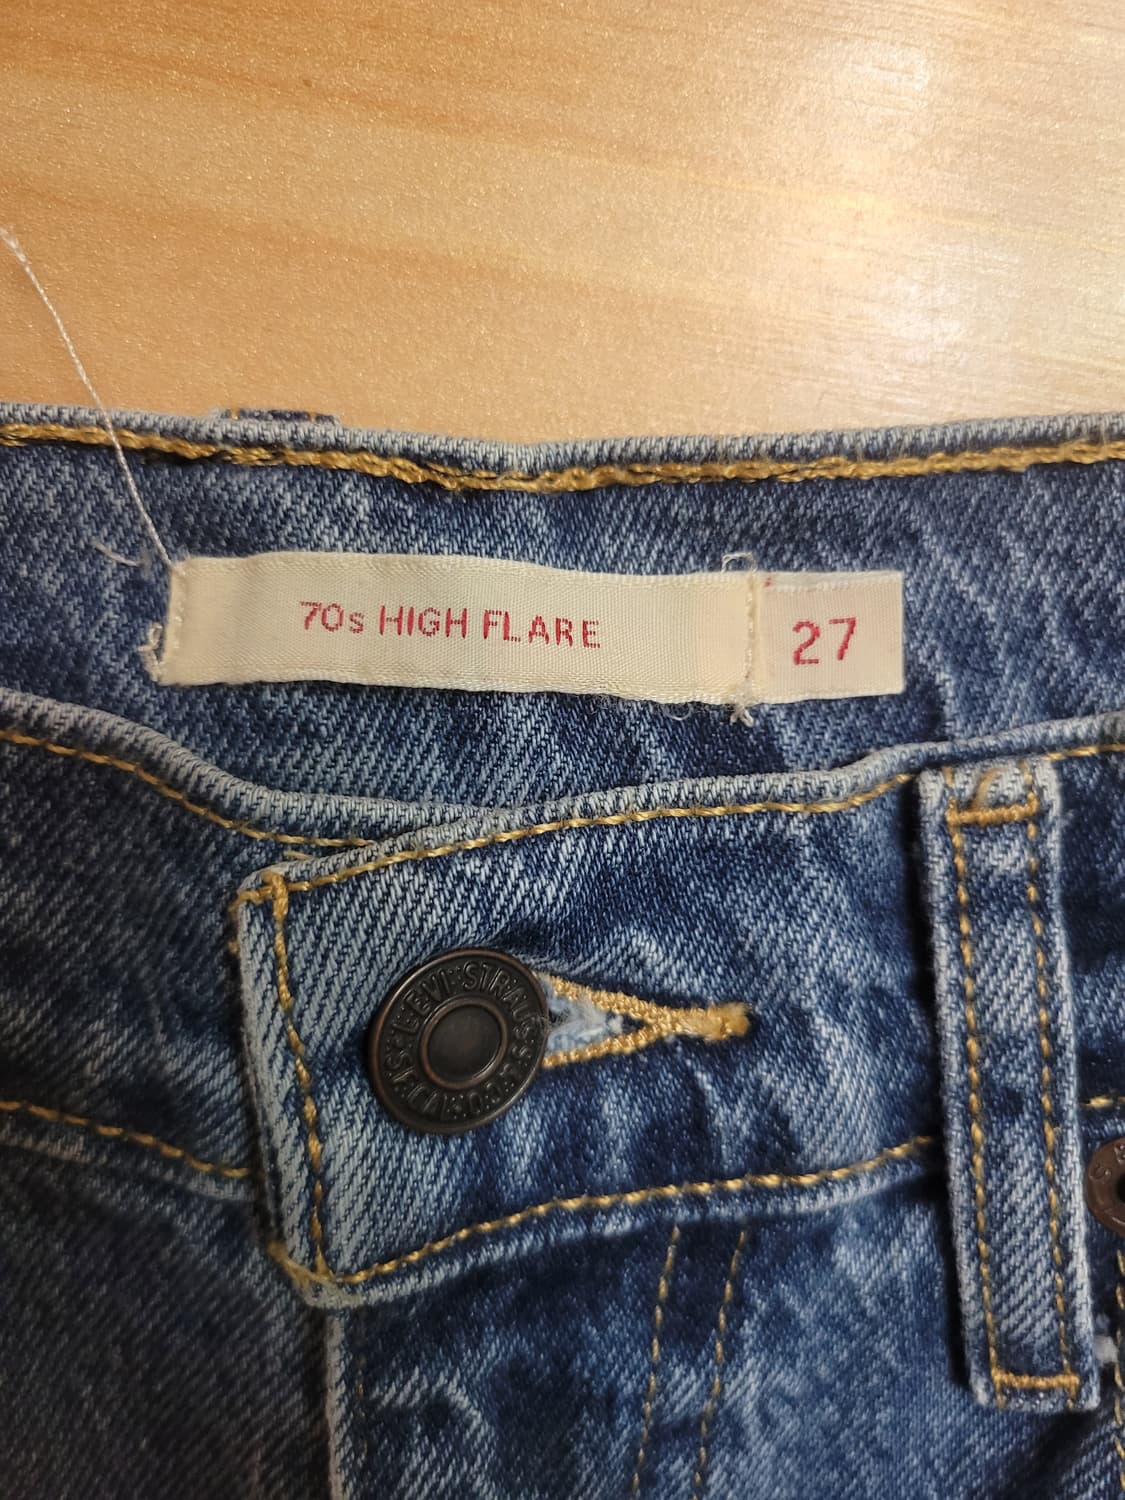 70s HIGH FLARE 27
LEVI STRAUSS & CO.